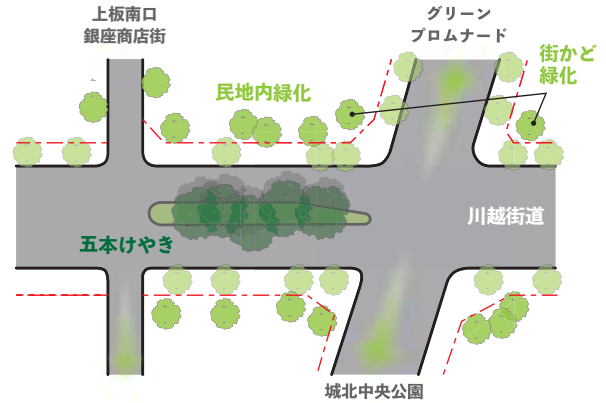 上板南口
銀座商店街
グリーン
プロムナード
街かど
緑化
民地内緑化
川越街道
五本けやき
城北中央公園